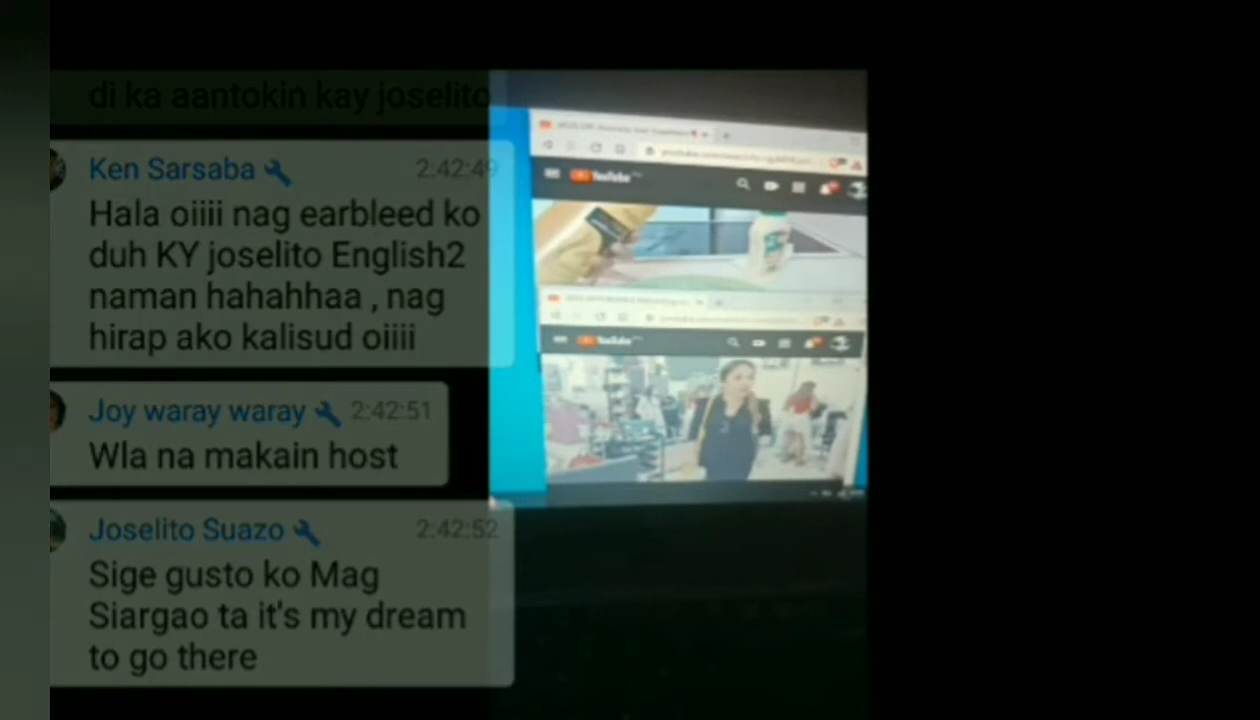 di ka aantokin kay joselito
Ken Sarsaba 2:42:49
Hala oiiii nag earbleed ko
duh KY joselito English2
naman hahahhaa , nag
hirap ako kalisud oiiii
Joy waray waray 2:42:51
Wla na makain host
Joselito Suazo 2:42:52
Sige gusto ko Mag
Siargao ta it's my dream
to go there
YouTube
YouTube